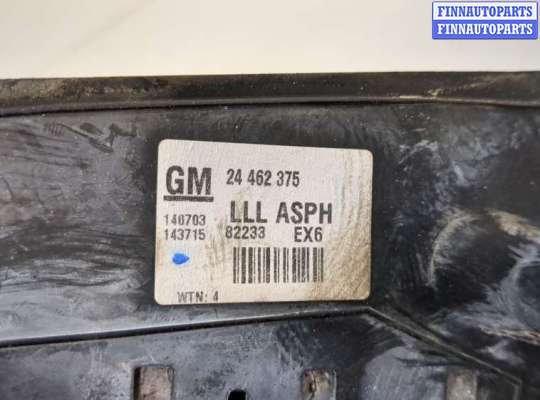 FINNAUTOPARTS
FINNAUTOPARTS
GM 24 462 375
140703 LLL ASPH
143715 82233 EX6
WTN: 4